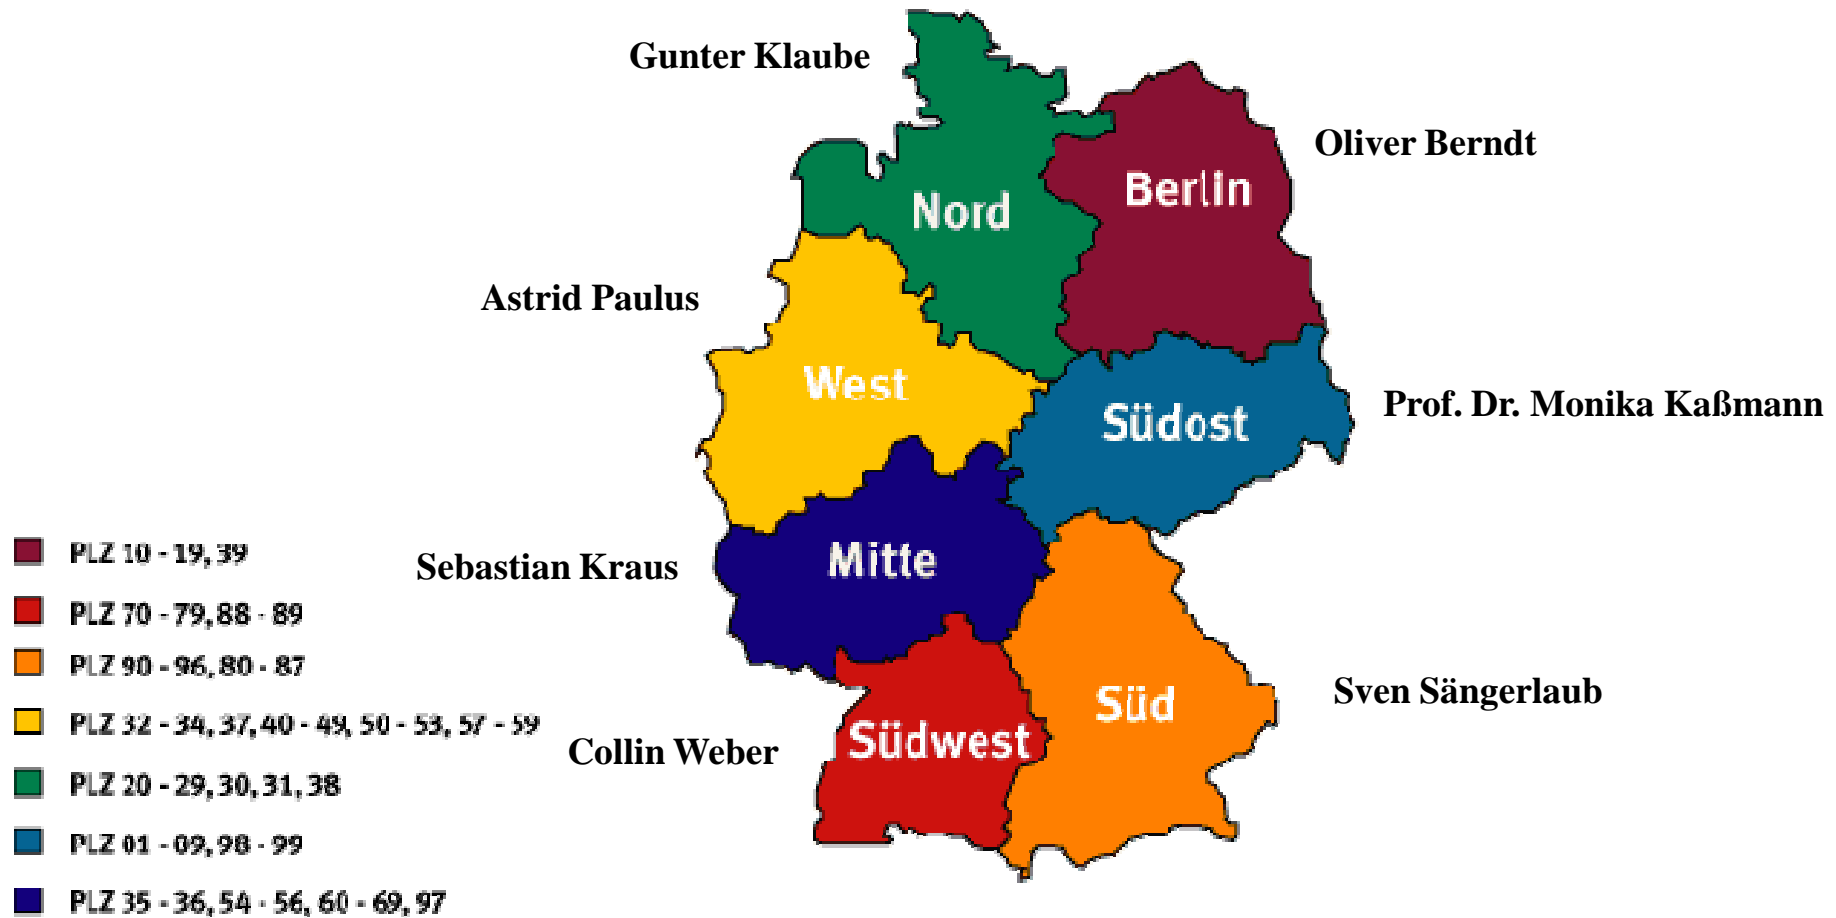 Gunter Klaube
Oliver Berndt
Berlin
Nord
Astrid Paulus
West
Prof. Dr. Monika Kaßmann
Südost
PLZ 10 - 19, 39
Sebastian Kraus
Mitte
PLZ 70 - 79, 88 - 89
PLZ 90 - 96, 80 - 87
Sven Sängerlaub
Süd
PLZ 32 - 34, 37, 40 - 49, 50 - 53, 57 - 59
Collin Weber
Südwest
PLZ 20 - 29, 30, 31, 38
PLZ 01 - 09, 98 - 99
PLZ 35 - 36, 54 - 56, 60 - 69, 97